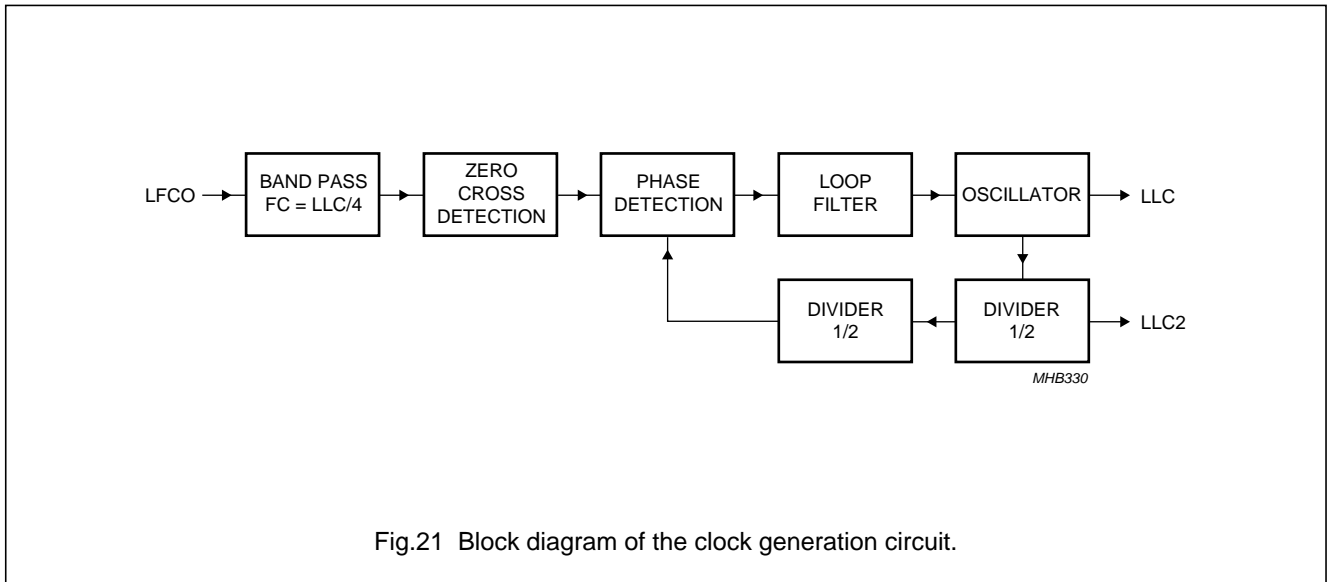 LFCO
BAND PASS
FC = LLC/4
ZERO
CROSS
DETECTION
PHASE
DETECTION
LOOP
FILTER
OSCILLATOR
LLC
DIVIDER
1/2
DIVIDER
1/2
LLC2
MHB330
Fig.21 Block diagram of the clock generation circuit.